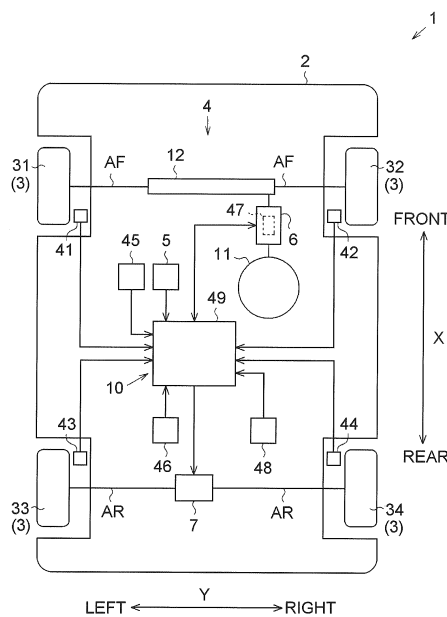 1
2
4
31
(3)
AF
12
AF
32
(3)
47
6
41
42
FRONT
45
5
11
49
X
10
43
44
46
48
REAR
33
(3)
AR
7
AR
34
(3)
Y
LEFT
RIGHT